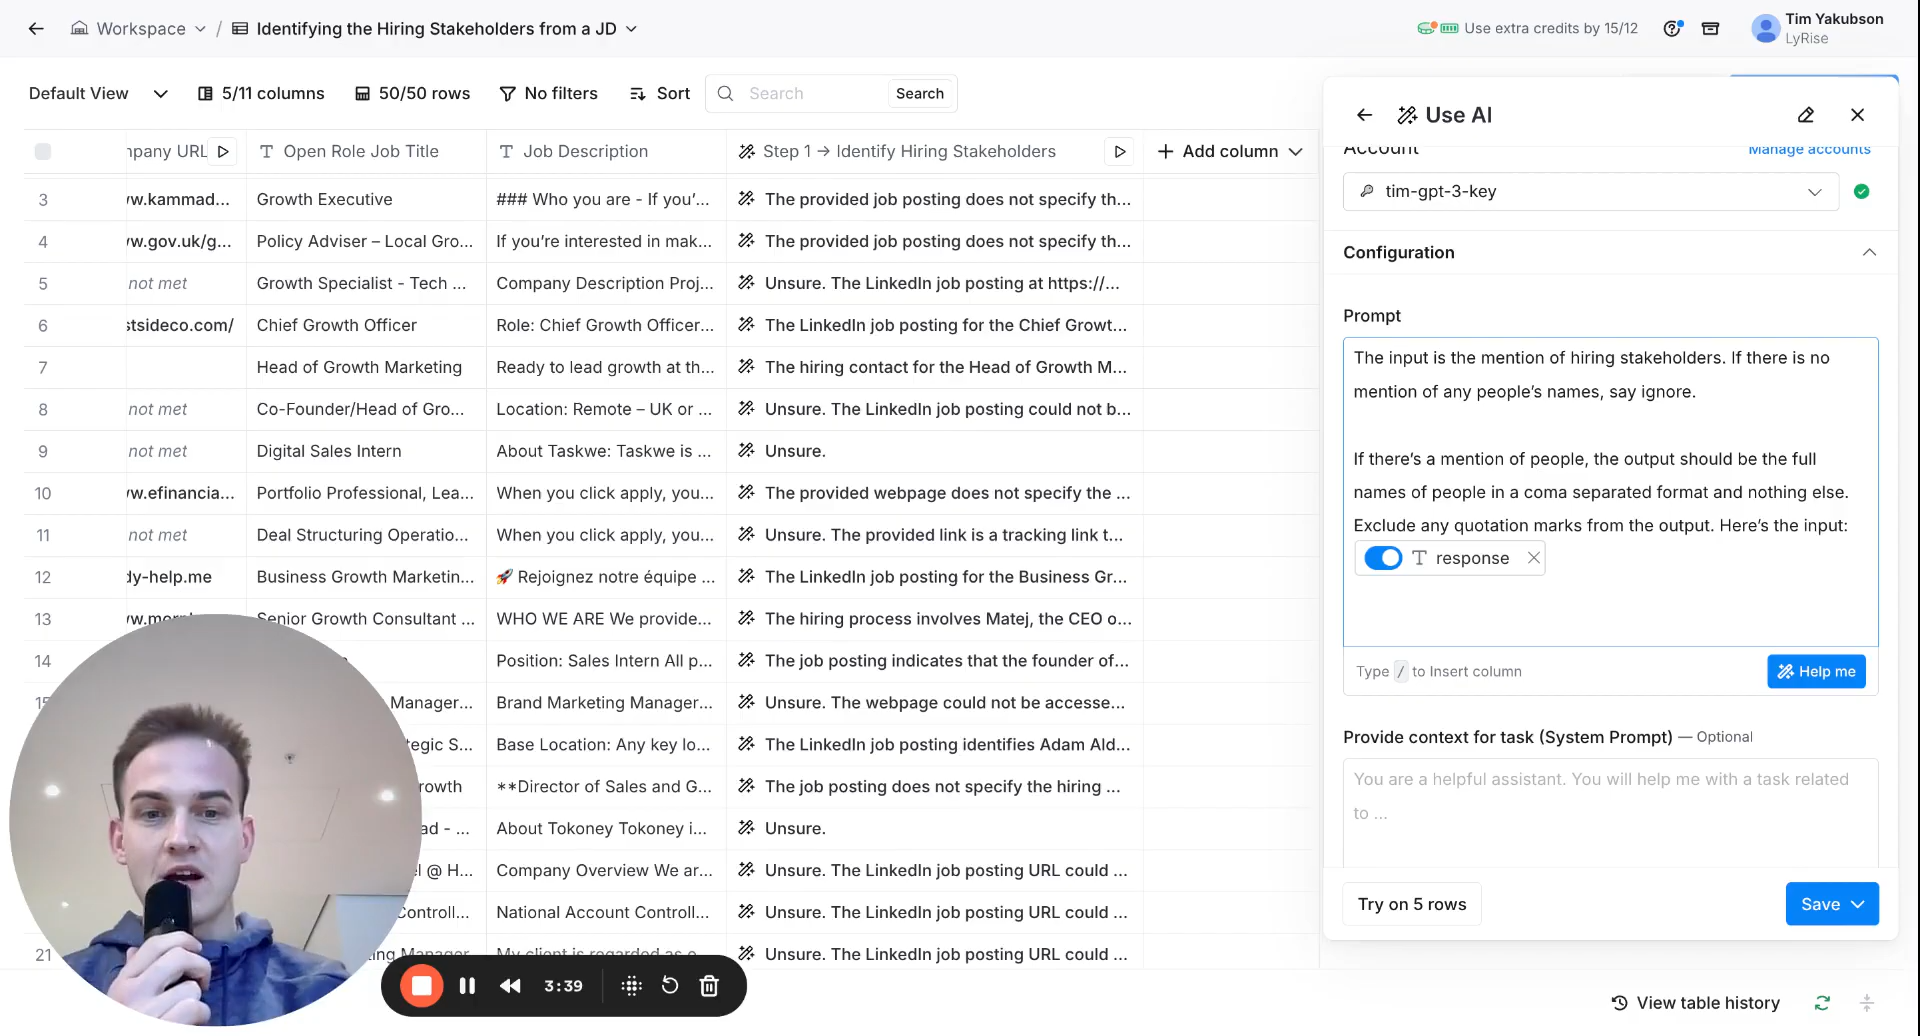 Workspace / Identifying the Hiring Stakeholders from a JD
Use extra credits by 15/12
Tim Yakubson
LyRise
Default View 5/11 columns 50/50 rows No filters Sort Search Search
npany URL Open Role Job Title Job Description Step 1 → Identify Hiring Stakeholders Add column
3 /w.kammad... Growth Executive ### Who you are - If you’... The provided job posting does not specify th...
4 /w.gov.uk/g... Policy Adviser – Local Gro... If you’re interested in mak... The provided job posting does not specify th...
5 not met Growth Specialist - Tech ... Company Description Proj... Unsure. The LinkedIn job posting at https://...
6 stsideco.com/ Chief Growth Officer Role: Chief Growth Officer... The LinkedIn job posting for the Chief Growt...
7 Head of Growth Marketing Ready to lead growth at th... The hiring contact for the Head of Growth M...
8 not met Co-Founder/Head of Gro... Location: Remote – UK or ... Unsure. The LinkedIn job posting could not b...
9 not met Digital Sales Intern About Taskwe: Taskwe is ... Unsure.
10 /w.efinancia... Portfolio Professional, Lea... When you click apply, you... The provided webpage does not specify the ...
11 not met Deal Structuring Operatio... When you click apply, you... Unsure. The provided link is a tracking link t...
12 dy-help.me Business Growth Marketin... 🚀 Rejoignez notre équipe ... The LinkedIn job posting for the Business Gr...
13 Senior Growth Consultant ... WHO WE ARE We provide... The hiring process involves Matej, the CEO o...
14 Position: Sales Intern All p... The job posting indicates that the founder of...
Manager... Brand Marketing Manager... Unsure. The webpage could not be accesse...
tegic S... Base Location: Any key lo... The LinkedIn job posting identifies Adam Ald...
rowth **Director of Sales and G... The job posting does not specify the hiring ...
ad - ... About Tokoney Tokoney i... Unsure.
el @ H... Company Overview We ar... Unsure. The LinkedIn job posting URL could ...
Controll... National Account Controll... Unsure. The LinkedIn job posting URL could ...
21 ing Manager My client is regarded as Unsure. The LinkedIn job posting URL could ...
3:39
View table history
Use AI
Account Manage accounts
tim-gpt-3-key
Configuration
Prompt
The input is the mention of hiring stakeholders. If there is no
mention of any people’s names, say ignore.
If there’s a mention of people, the output should be the full
names of people in a coma separated format and nothing else.
Exclude any quotation marks from the output. Here’s the input:
response
Type / to Insert column Help me
Provide context for task (System Prompt) — Optional
You are a helpful assistant. You will help me with a task related
to ...
Try on 5 rows Save